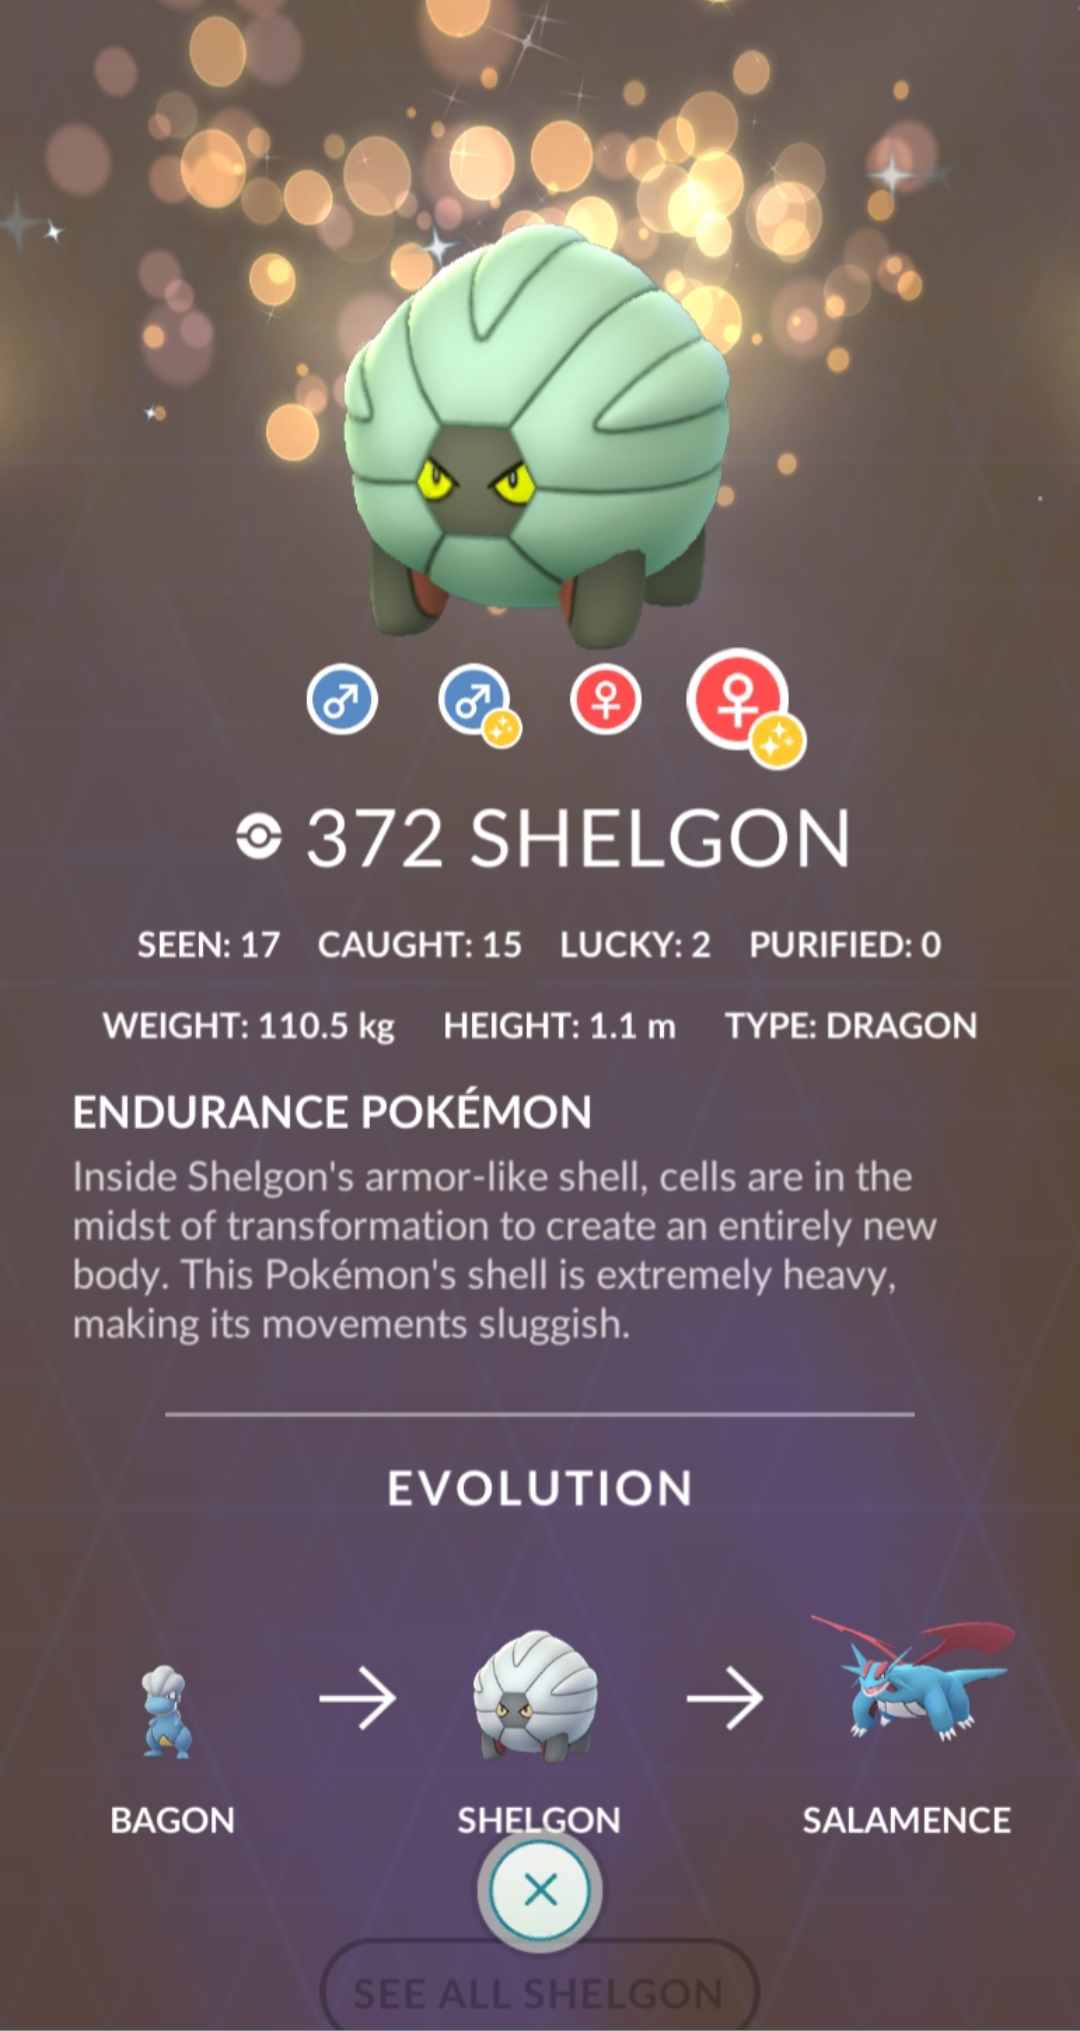 372 SHELGON
SEEN: 17 CAUGHT: 15 LUCKY: 2 PURIFIED: 0
WEIGHT: 110.5 kg HEIGHT: 1.1 m TYPE: DRAGON
ENDURANCE POKÉMON
Inside Shelgon's armor-like shell, cells are in the
midst of transformation to create an entirely new
body. This Pokémon's shell is extremely heavy,
making its movements sluggish.
EVOLUTION
BAGON SHELGON SALAMENCE
SEE ALL SHELGON